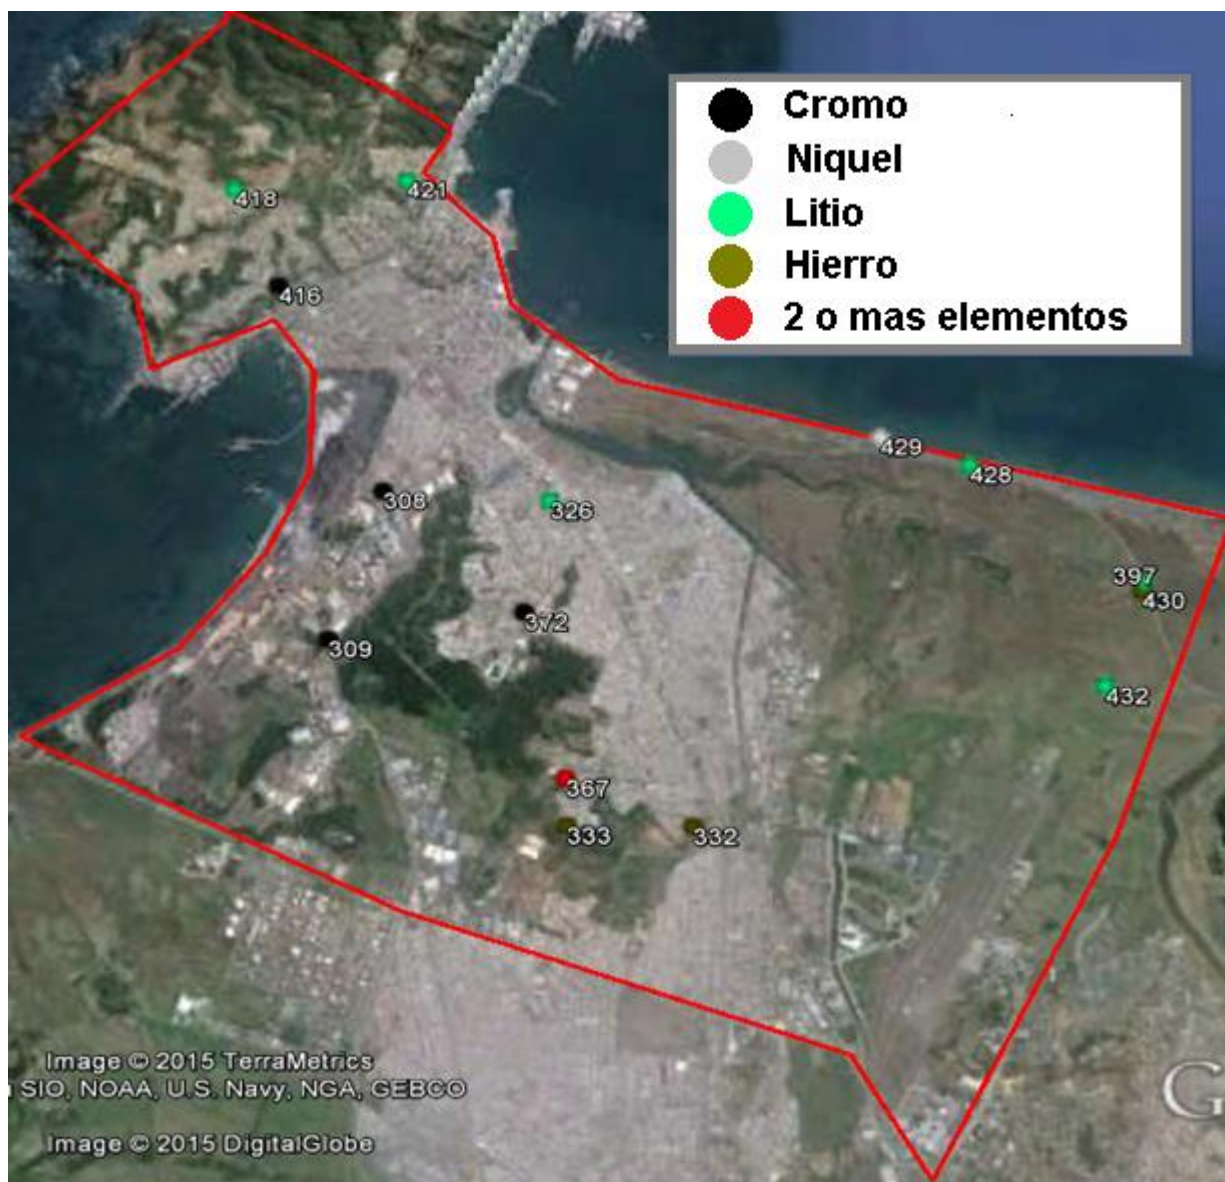 Cromo
Niquel
Litio
Hierro
2 o mas elementos
418
421
416
429
428
308
326
397
430
372
309
432
367
333
332
Image © 2015 TerraMetrics
SIO, NOAA, U.S. Navy, NGA, GEBCO
Image © 2015 DigitalGlobe
G